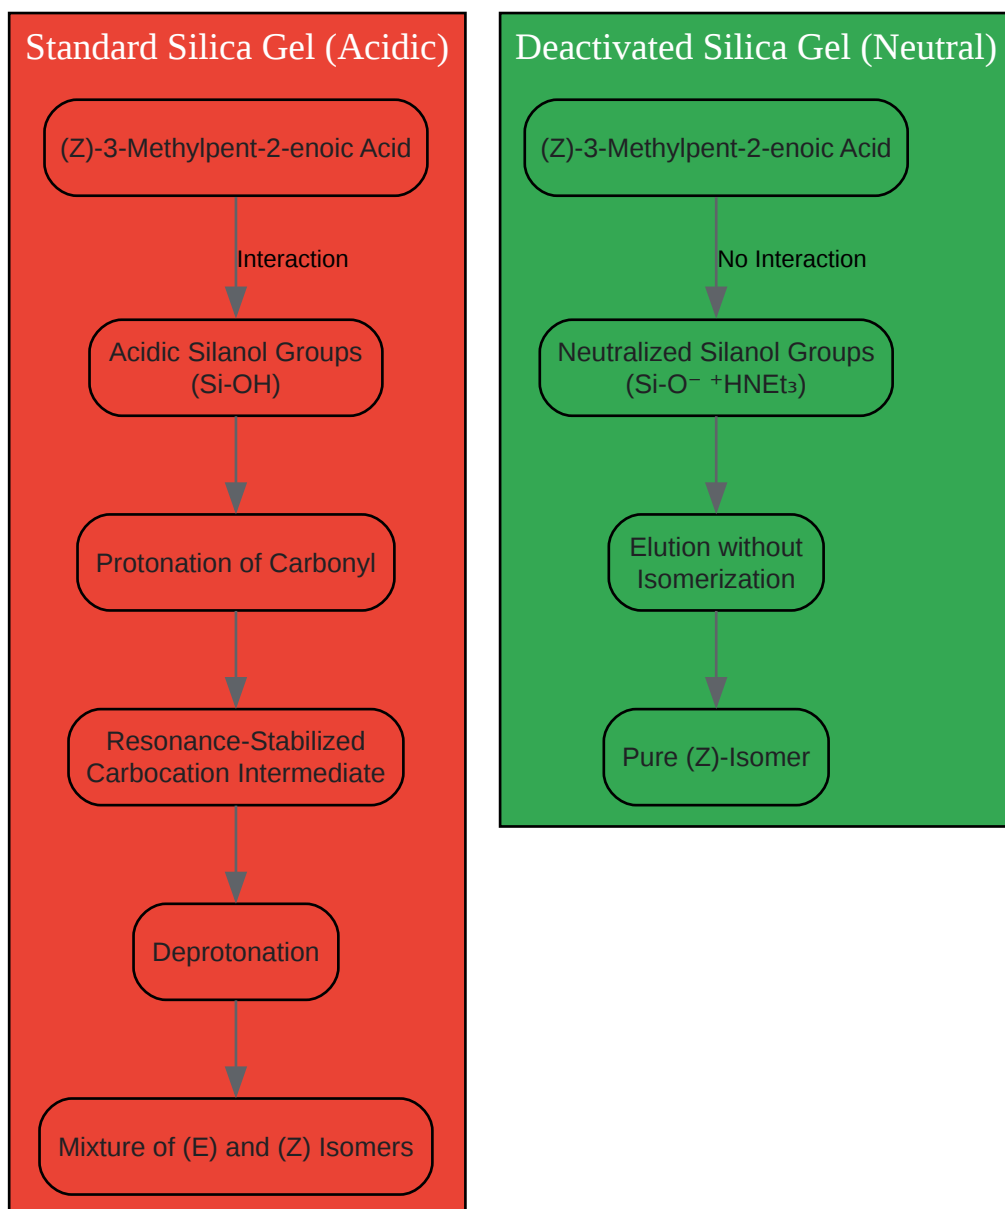 Standard Silica Gel (Acidic)
(Z)-3-Methylpent-2-enoic Acid
Interaction
Acidic Silanol Groups
(Si-OH)
Protonation of Carbonyl
Resonance-Stabilized
Carbocation Intermediate
Deprotonation
Mixture of (E) and (Z) Isomers
Deactivated Silica Gel (Neutral)
(Z)-3-Methylpent-2-enoic Acid
No Interaction
Neutralized Silanol Groups
(Si-O⁻ ⁺HNEt₃)
Elution without
Isomerization
Pure (Z)-Isomer